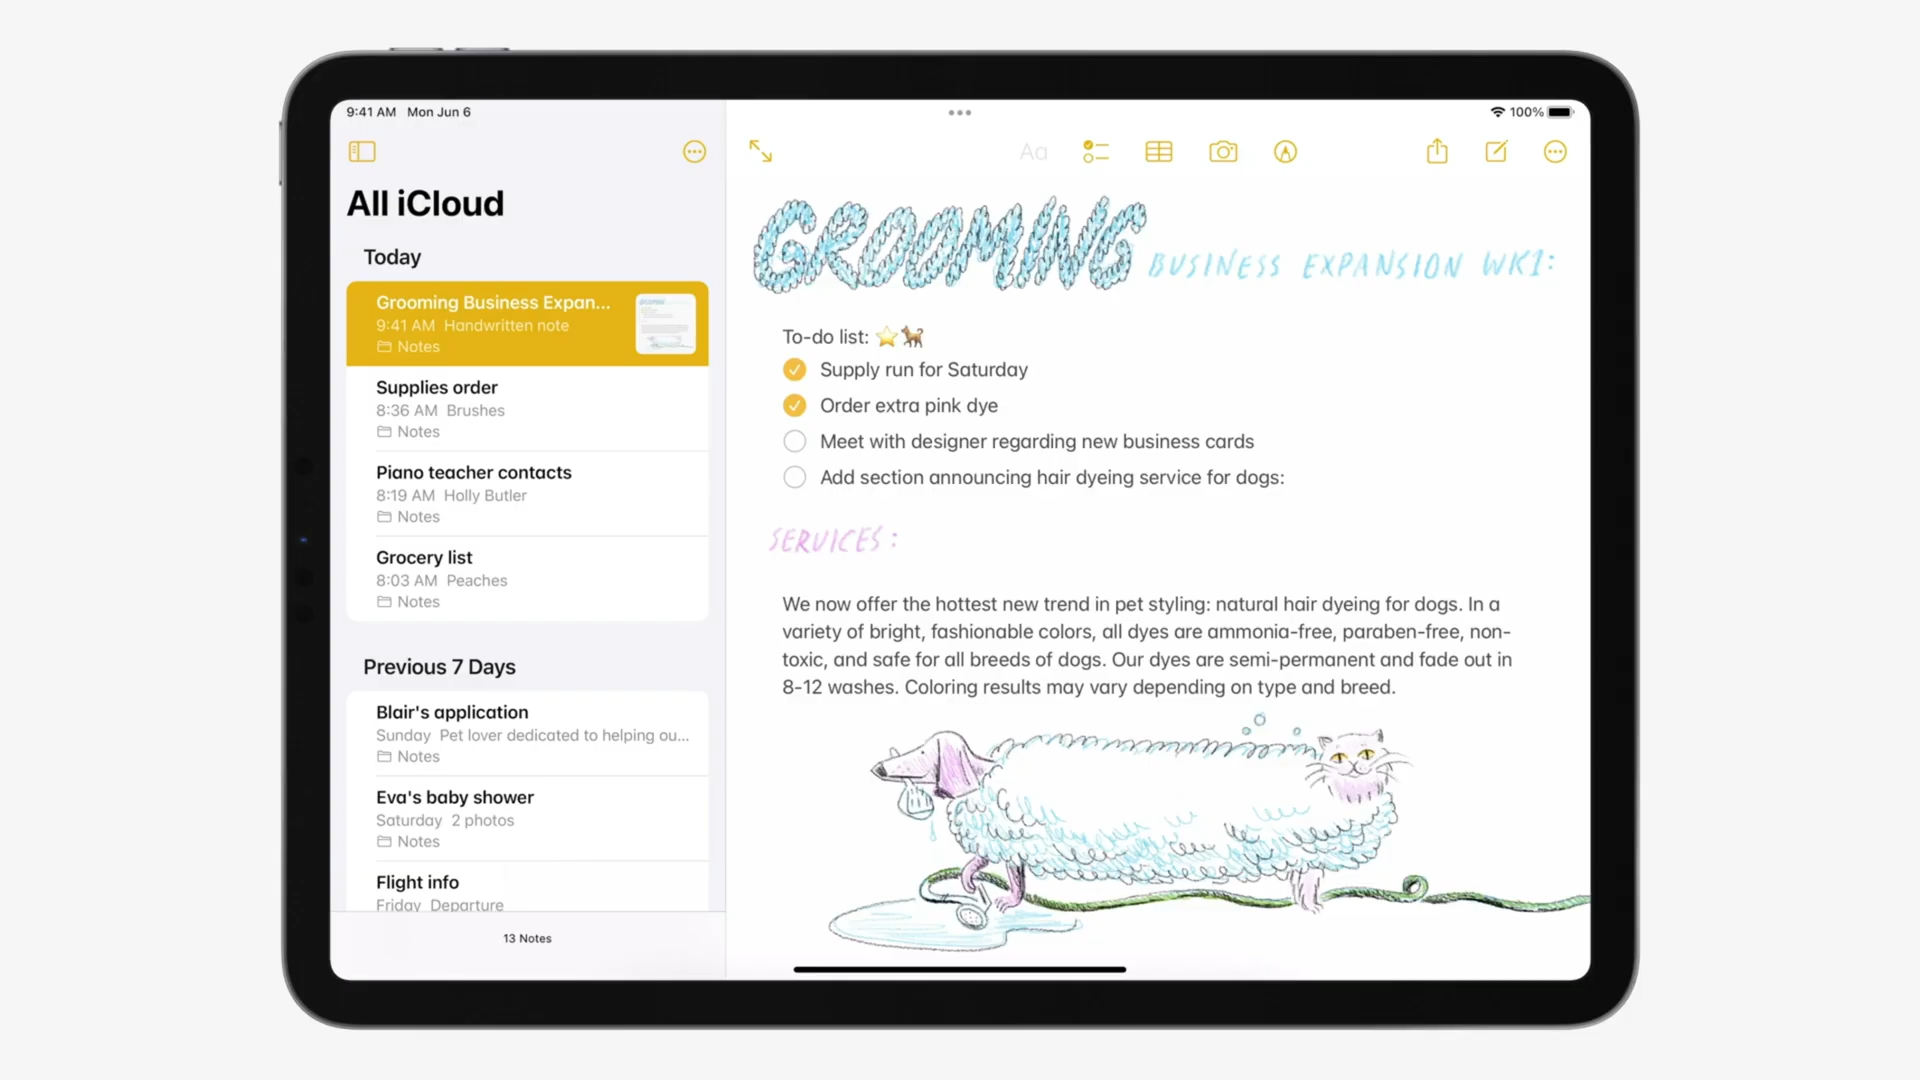 9:41 AM Mon Jun 6
100%
All iCloud
Today
Grooming Business Expan...
9:41 AM Handwritten note
Notes
Supplies order
8:36 AM Brushes
Notes
Piano teacher contacts
8:19 AM Holly Butler
Notes
Grocery list
8:03 AM Peaches
Notes
Previous 7 Days
Blair's application
Sunday Pet lover dedicated to helping ou...
Notes
Eva's baby shower
Saturday 2 photos
Notes
Flight info
Friday Departure
13 Notes
Aa
GROOMING BUSINESS EXPANSION WK1:
To-do list: ⭐🐕
Supply run for Saturday
Order extra pink dye
Meet with designer regarding new business cards
Add section announcing hair dyeing service for dogs:
SERVICES:
We now offer the hottest new trend in pet styling: natural hair dyeing for dogs. In a
variety of bright, fashionable colors, all dyes are ammonia-free, paraben-free, non-
toxic, and safe for all breeds of dogs. Our dyes are semi-permanent and fade out in
8-12 washes. Coloring results may vary depending on type and breed.